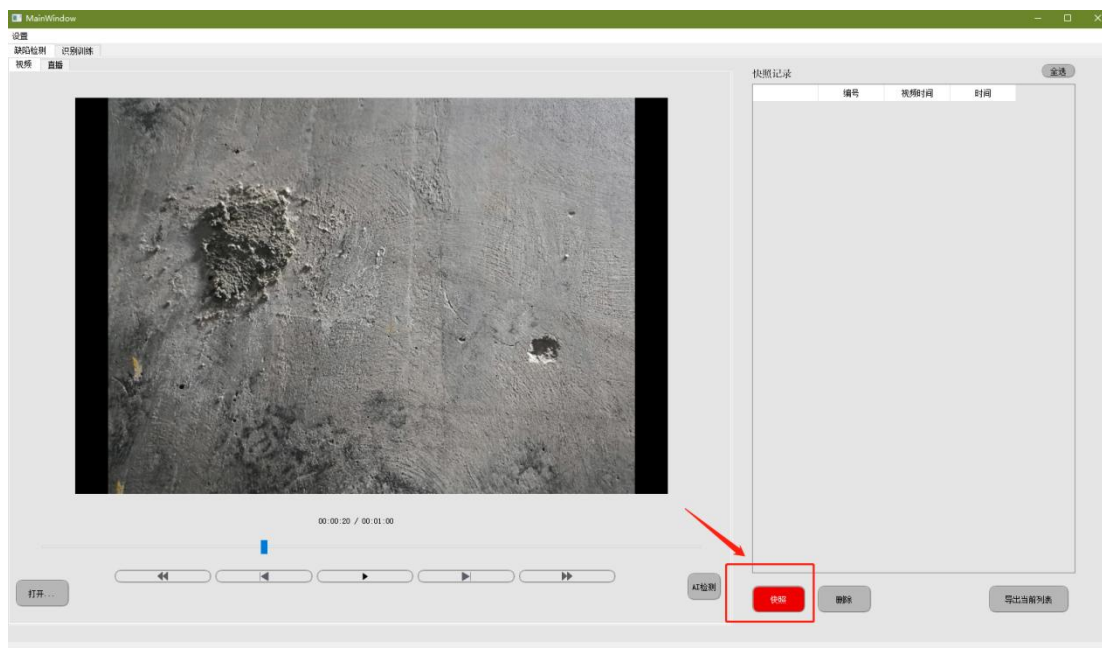 MainWindow
设置
缺陷检测 识别训练
视频 直播
快照记录 全选
编号 视频时间 时间
00:00:20 / 00:01:00
打开...
AI检测
快照 删除 导出当前列表